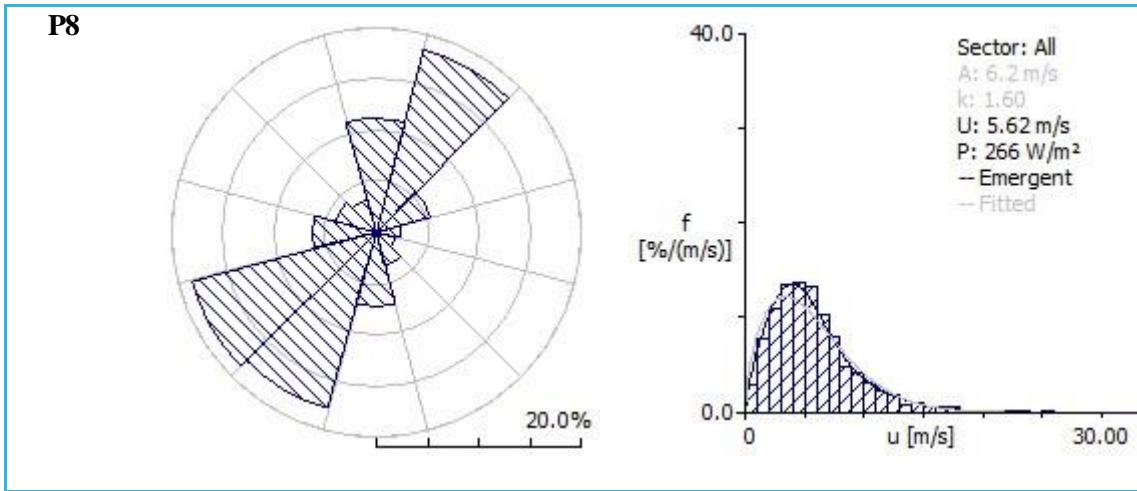 P8
20.0%
40.0
f
[%/(m/s)]
0.0
0
u [m/s]
30.00
Sector: All
A: 6.2 m/s
k: 1.60
U: 5.62 m/s
P: 266 W/m²
-- Emergent
-- Fitted